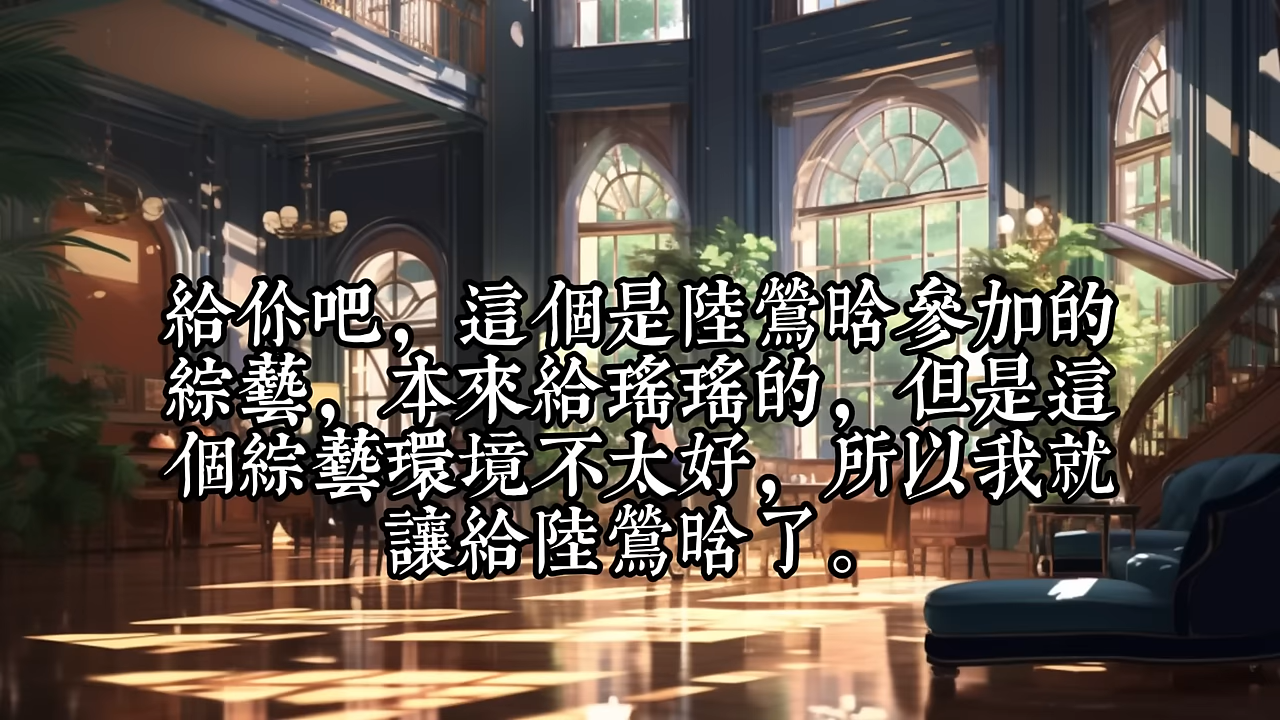 給你吧，這個是陸鶯晗參加的
綜藝，本來給瑤瑤的，但是這
個綜藝環境不太好，所以我就
讓給陸鶯晗了。